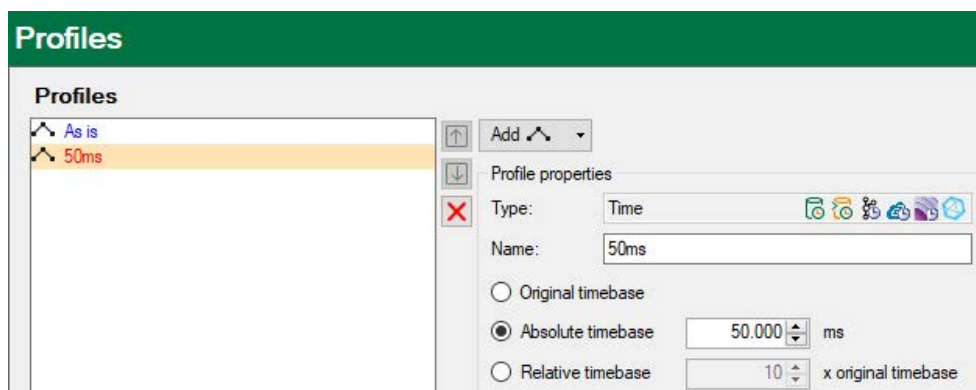 Profiles
Profiles
As is
50ms
Add
Profile properties
Type: Time
Name: 50ms
Original timebase
Absolute timebase 50.000 ms
Relative timebase 10 x original timebase